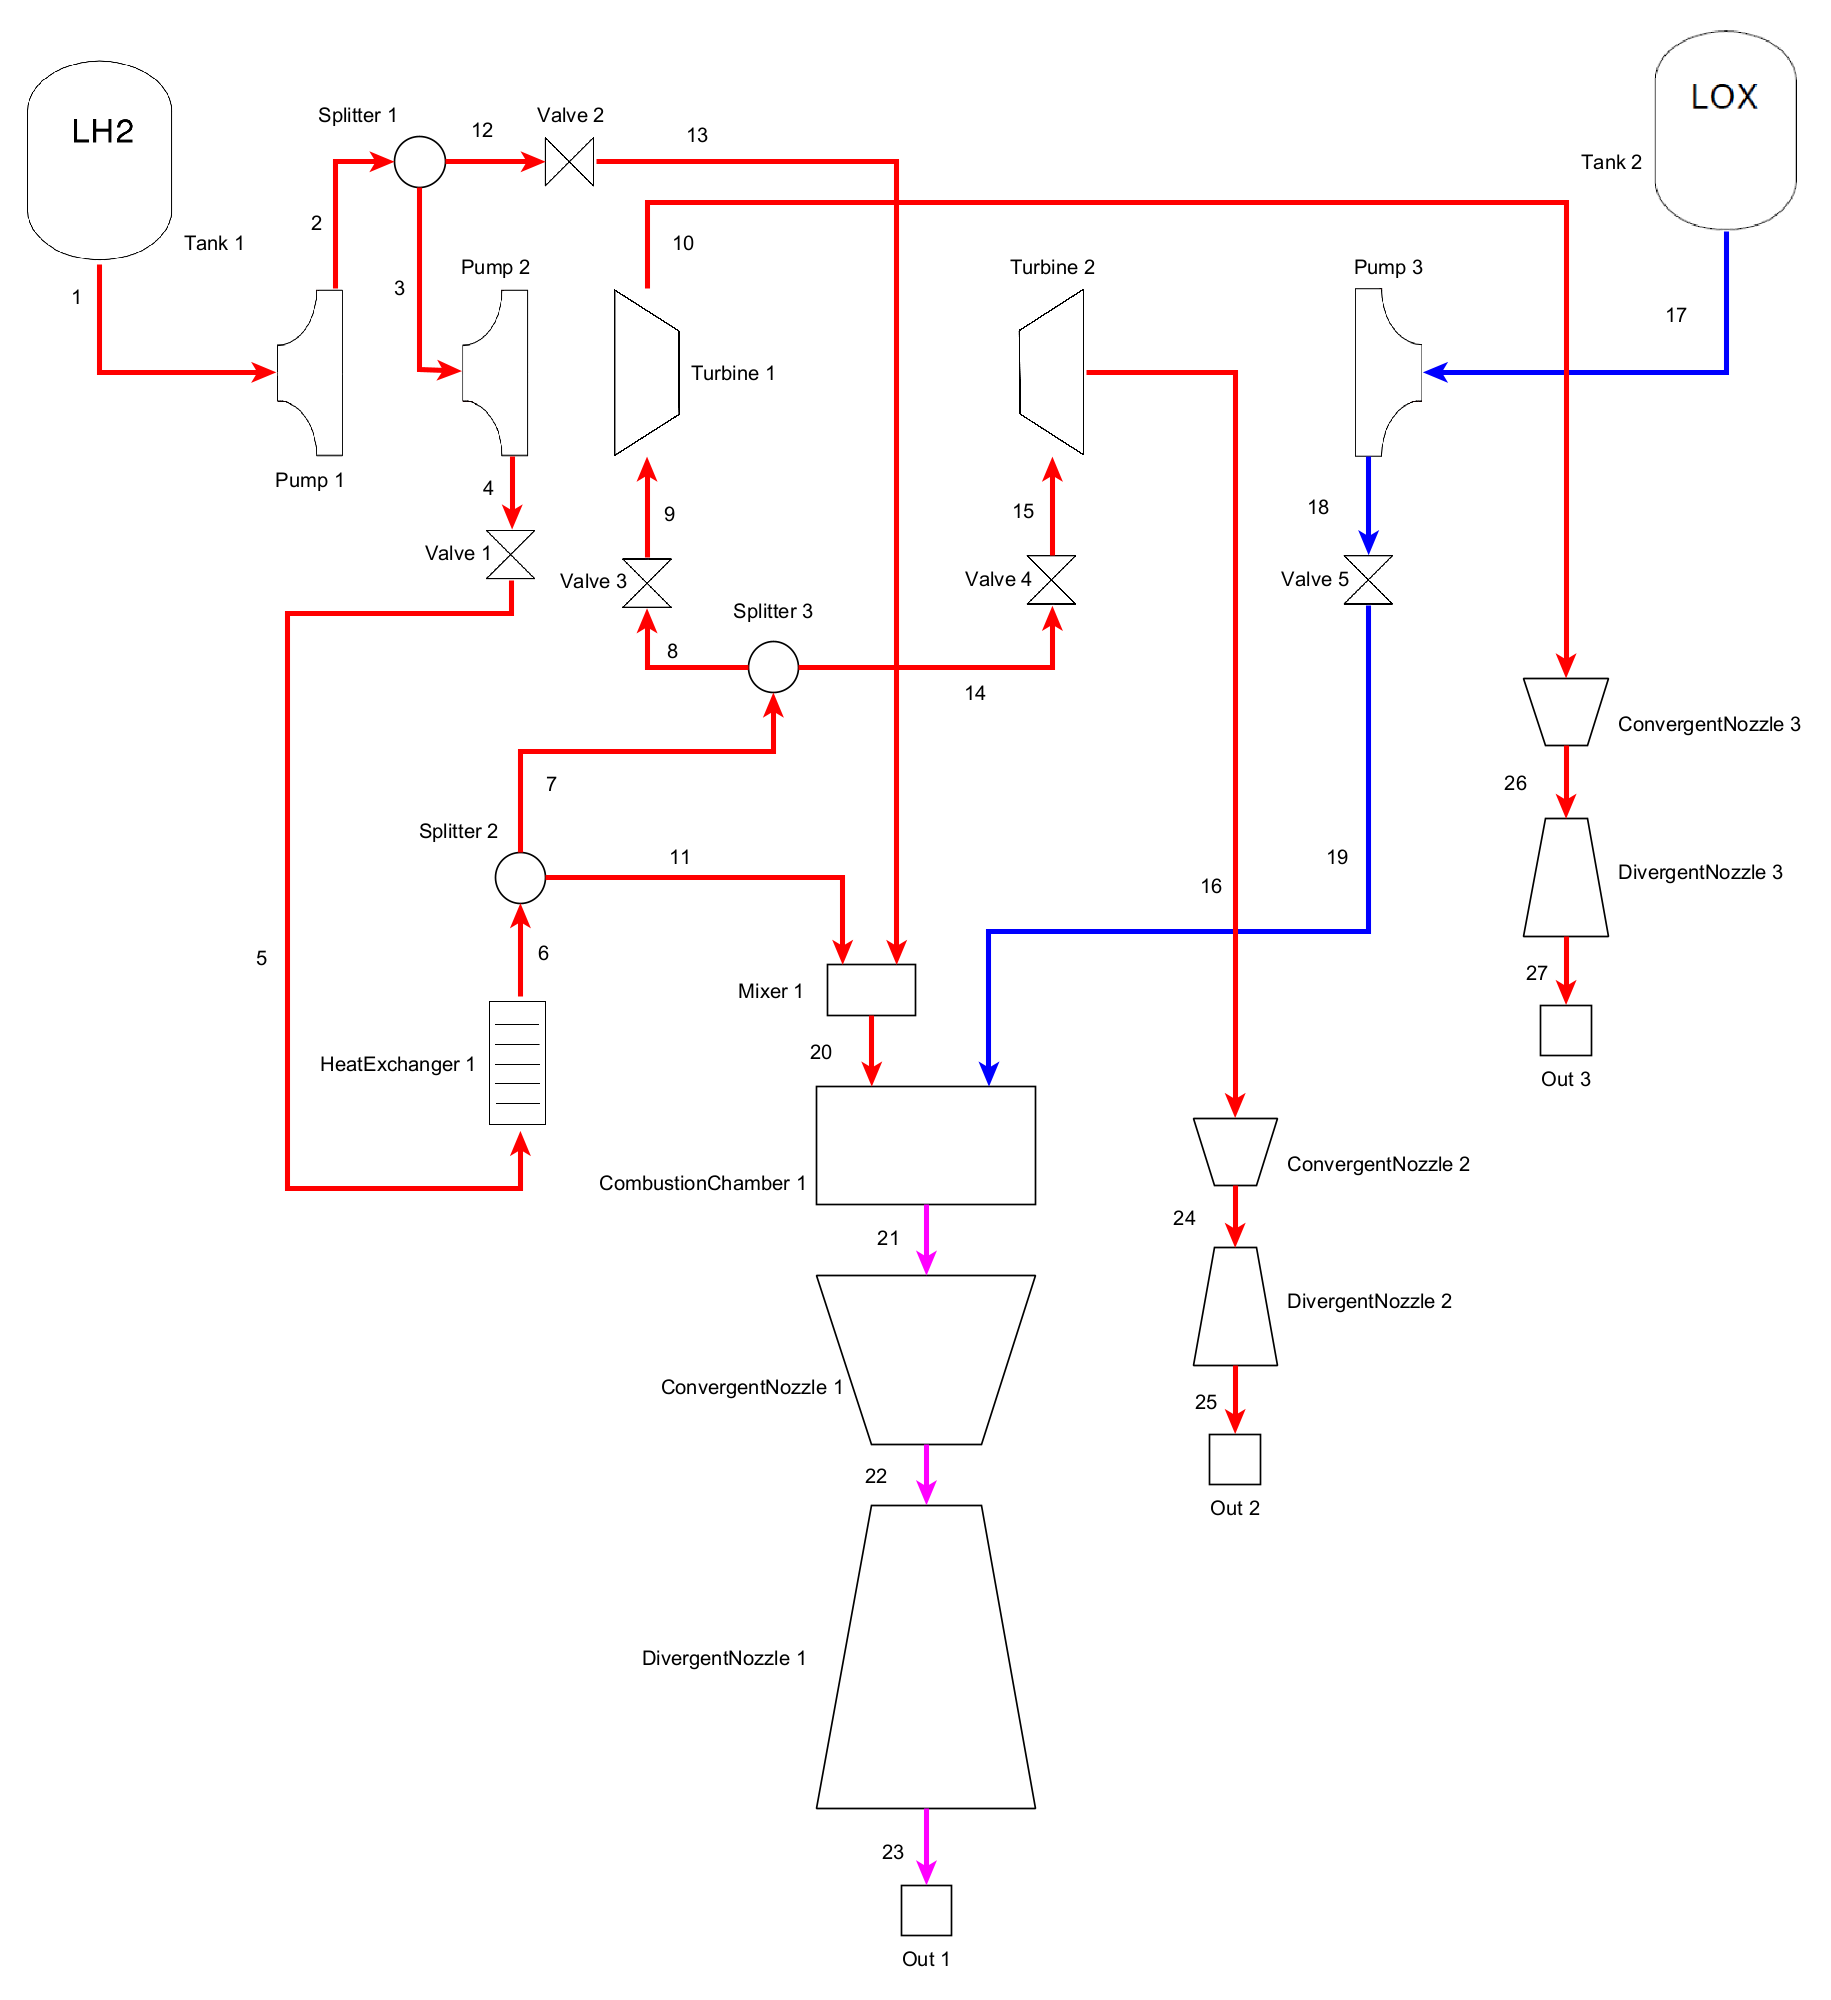 LOX
Splitter 1
12
Valve 2
13
LH2
Tank 2
2
Tank 1
10
1
3
Pump 2
Turbine 2
Pump 3
17
Turbine 1
Pump 1
4
9
15
18
Valve 1
Valve 3
Valve 4
Valve 5
Splitter 3
8
14
ConvergentNozzle 3
7
26
Splitter 2
11
19
DivergentNozzle 3
16
5
6
27
Mixer 1
20
HeatExchanger 1
Out 3
CombustionChamber 1
ConvergentNozzle 2
21
24
DivergentNozzle 2
ConvergentNozzle 1
25
22
Out 2
DivergentNozzle 1
23
Out 1